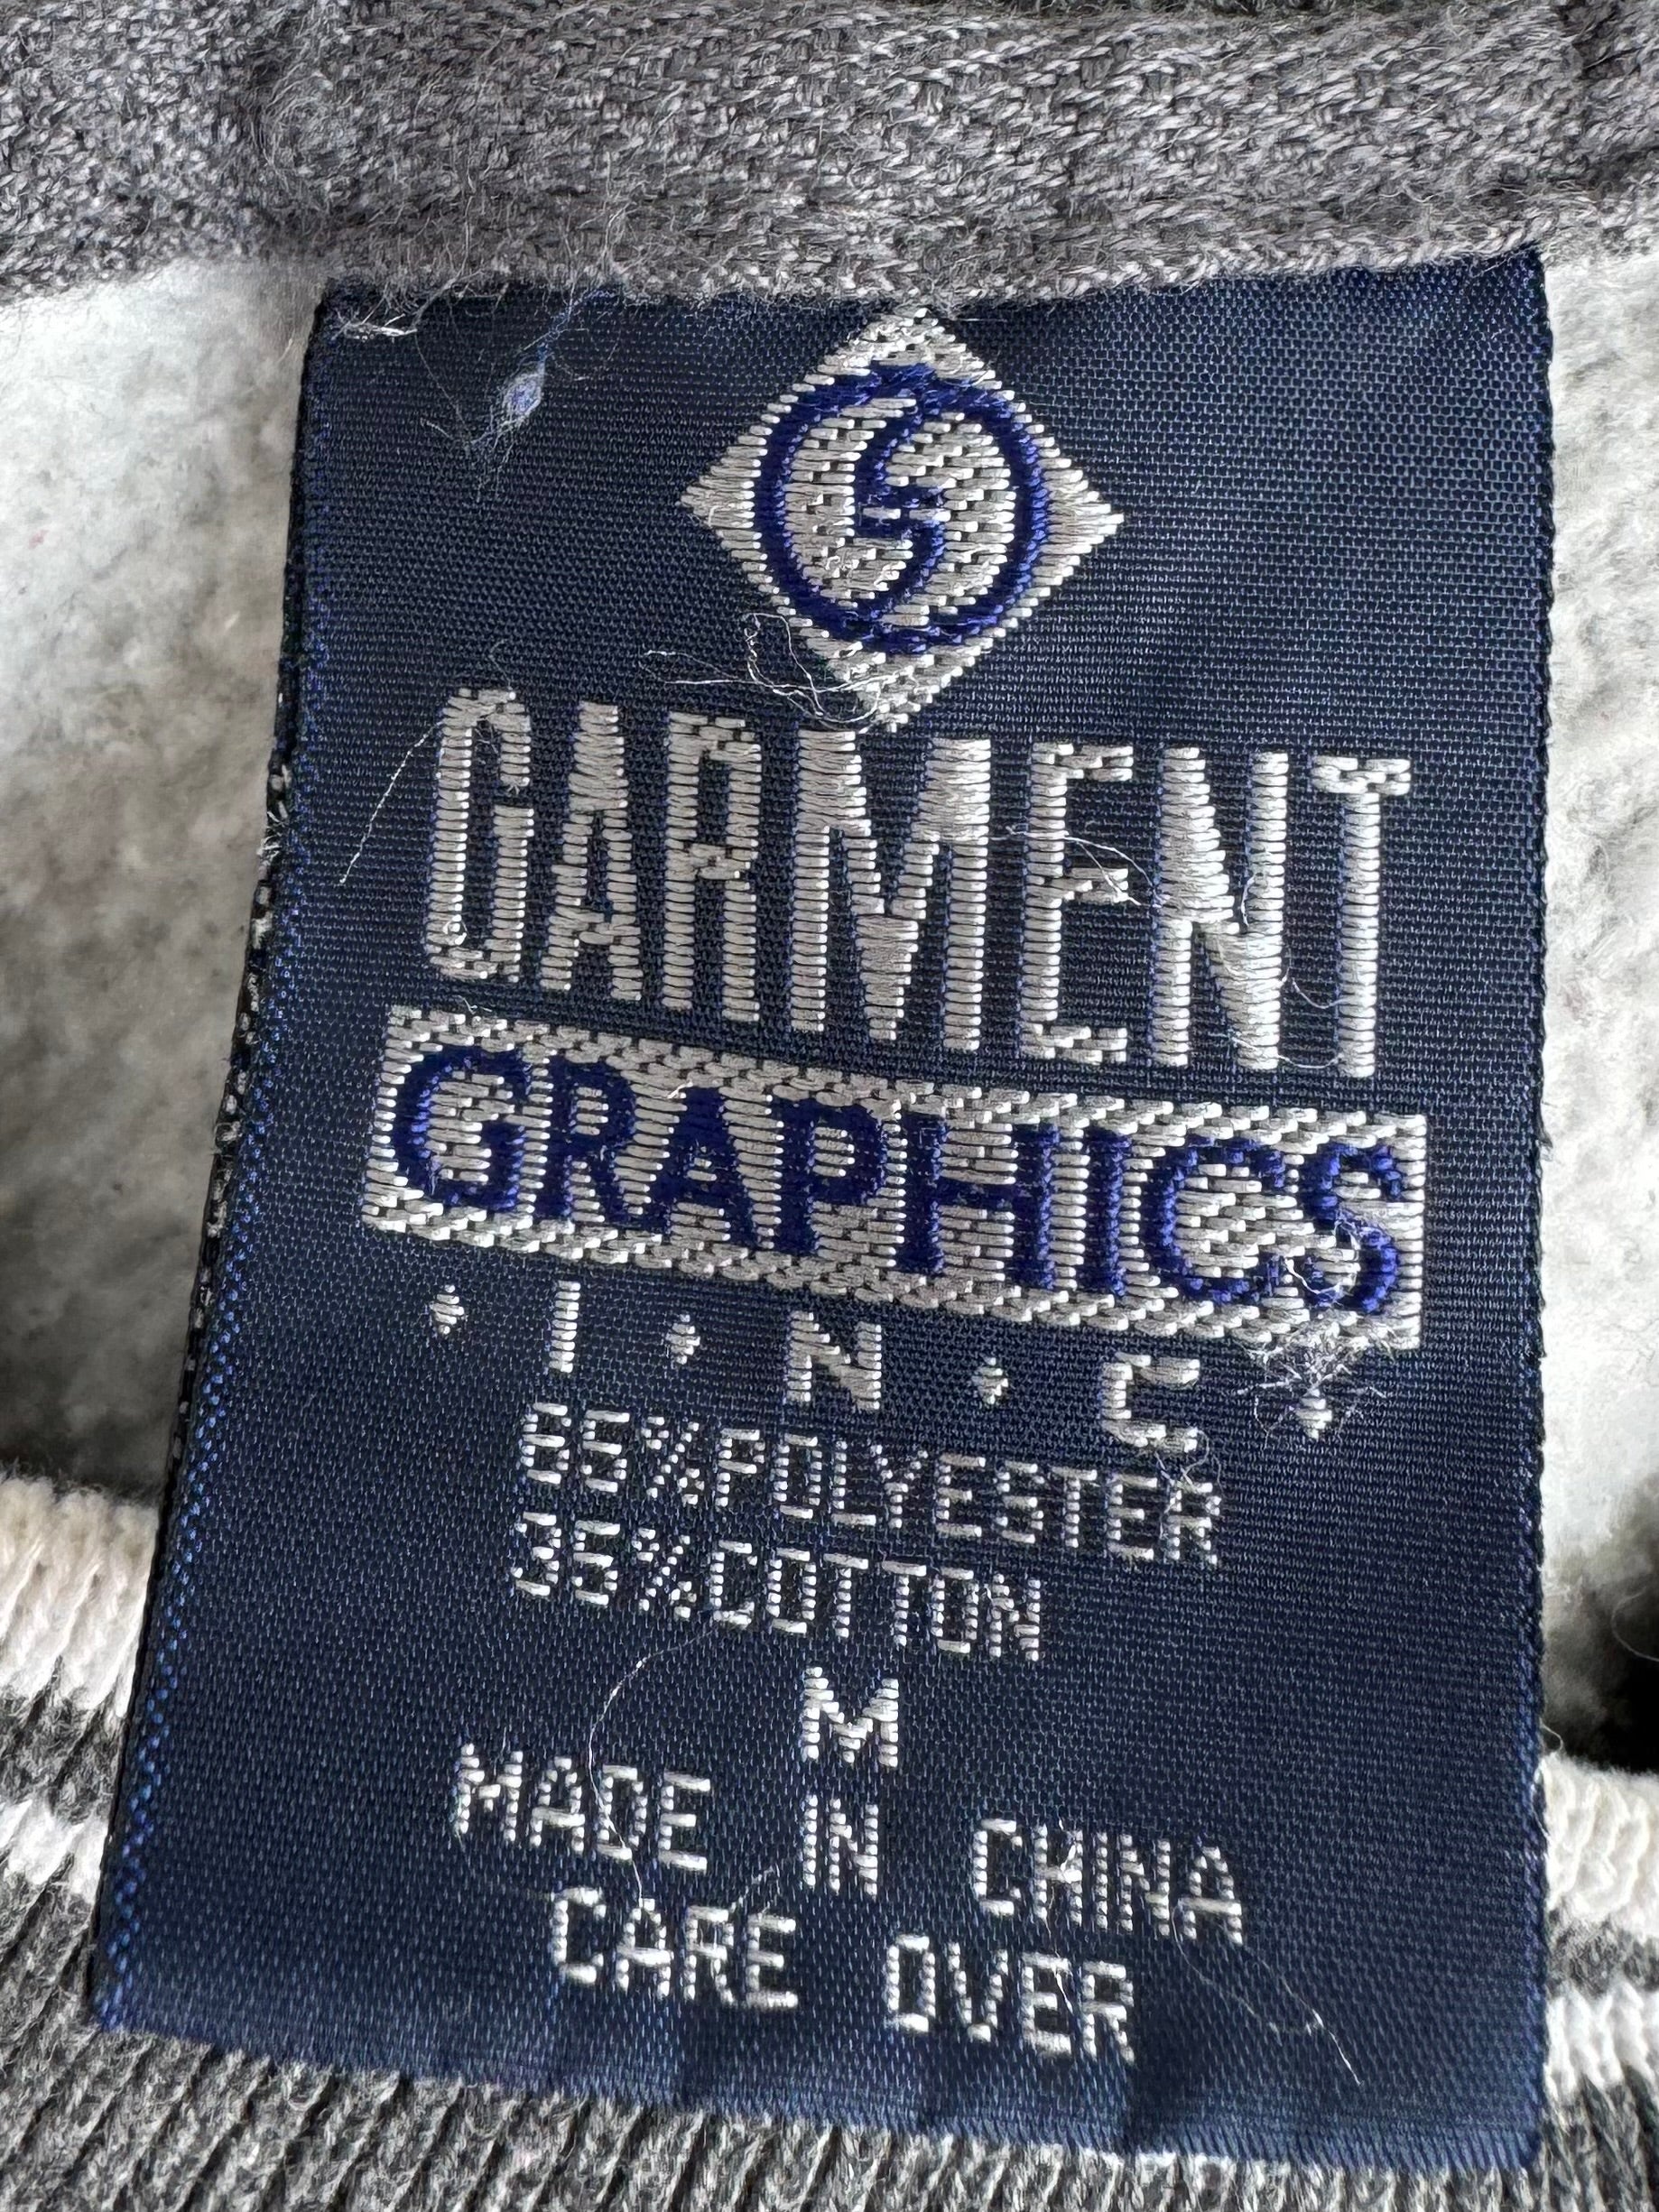 GARMENT
GRAPHICS
· I · N · C ·
65%POLYESTER
35%COTTON
M
MADE IN CHINA
CARE OVER